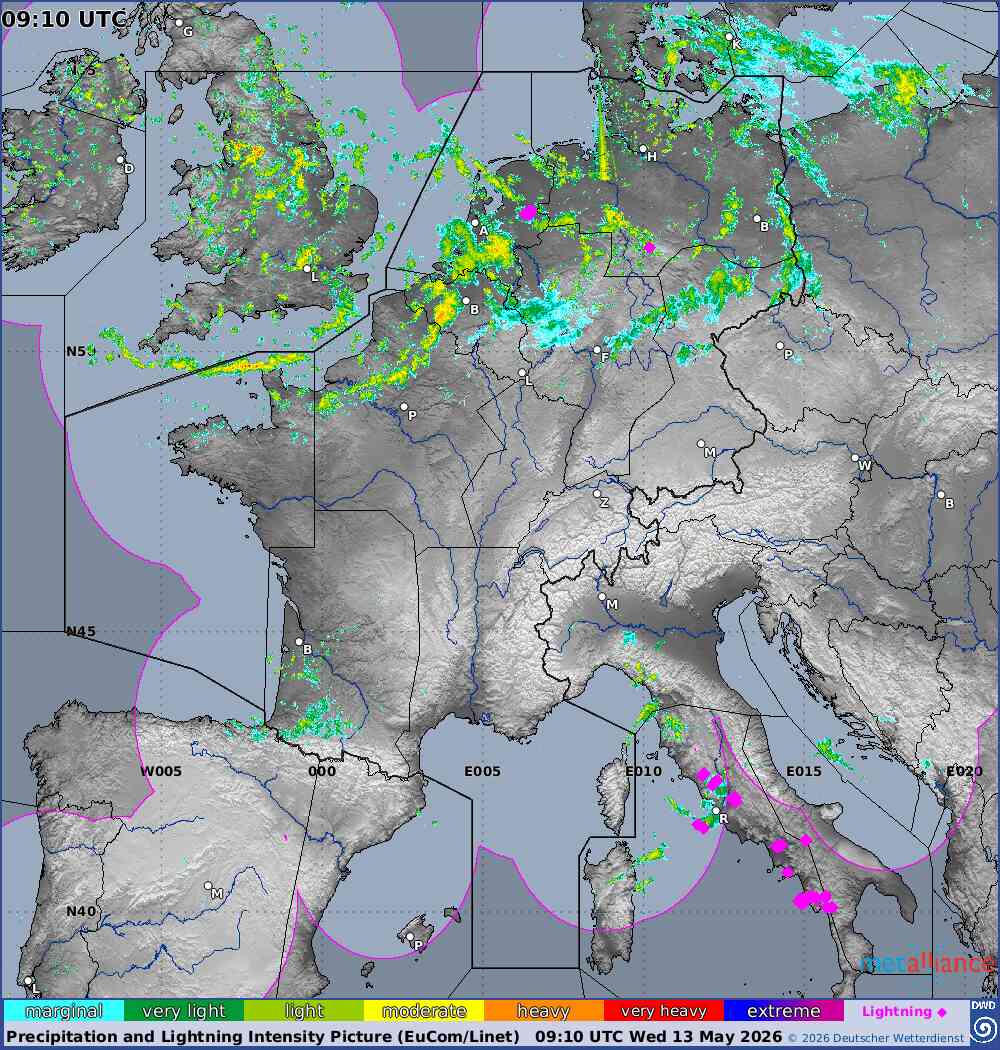 09:10 UTC
G
K
N55
D
H
A
B
L
B
N50
F
P
L
P
M
W
Z
B
M
N45
B
W005
000
E005
E010
E015
E020
R
M
N40
P
L
metalliance
marginal very light light moderate heavy very heavy extreme Lightning
DWD
Precipitation and Lightning Intensity Picture (EuCom/Linet) 09:10 UTC Wed 13 May 2026 © 2026 Deutscher Wetterdienst